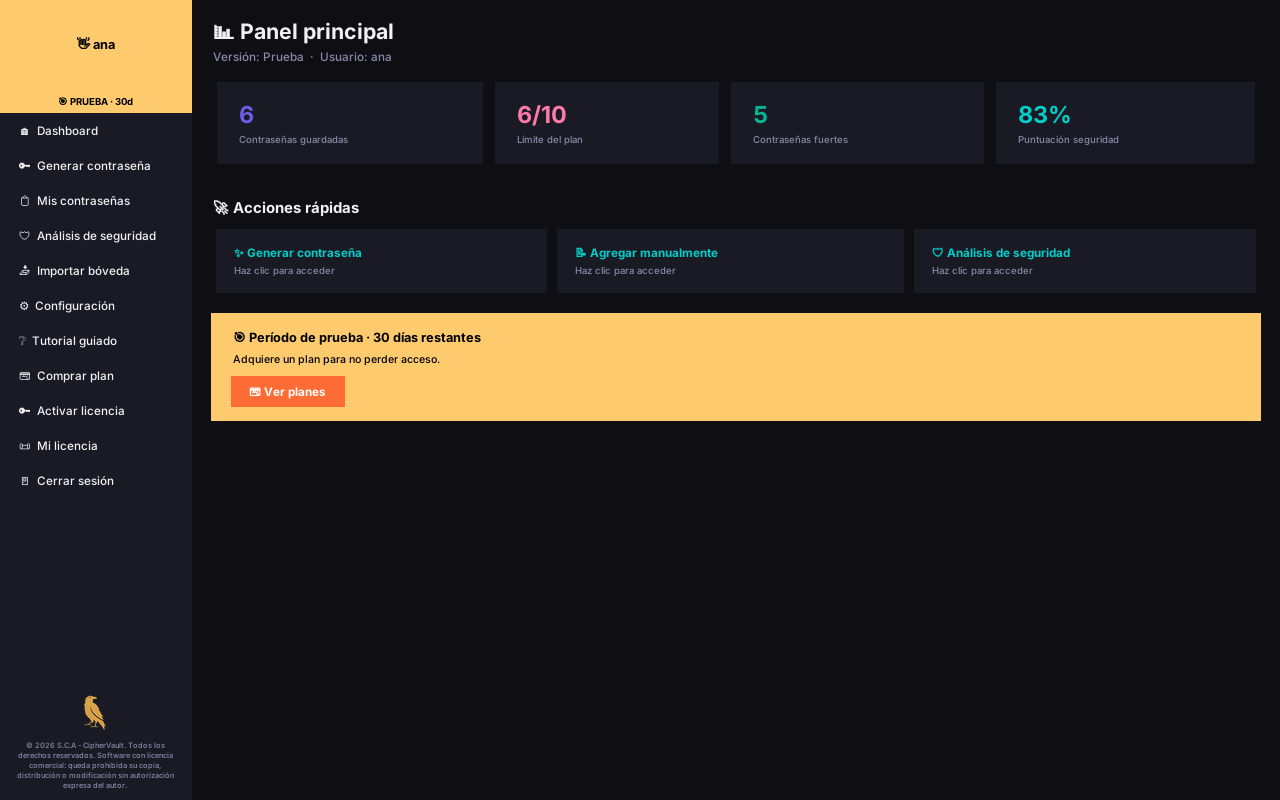 ana
PRUEBA · 30d
Dashboard
Generar contraseña
Mis contraseñas
Análisis de seguridad
Importar bóveda
Configuración
Tutorial guiado
Comprar plan
Activar licencia
Mi licencia
Cerrar sesión
© 2026 S.C.A - CipherVault. Todos los
derechos reservados. Software con licencia
comercial: queda prohibida su copia,
distribución o modificación sin autorización
expresa del autor.
Panel principal
Versión: Prueba · Usuario: ana
6
Contraseñas guardadas
6/10
Límite del plan
5
Contraseñas fuertes
83%
Puntuación seguridad
Acciones rápidas
Generar contraseña
Haz clic para acceder
Agregar manualmente
Haz clic para acceder
Análisis de seguridad
Haz clic para acceder
Período de prueba · 30 días restantes
Adquiere un plan para no perder acceso.
Ver planes